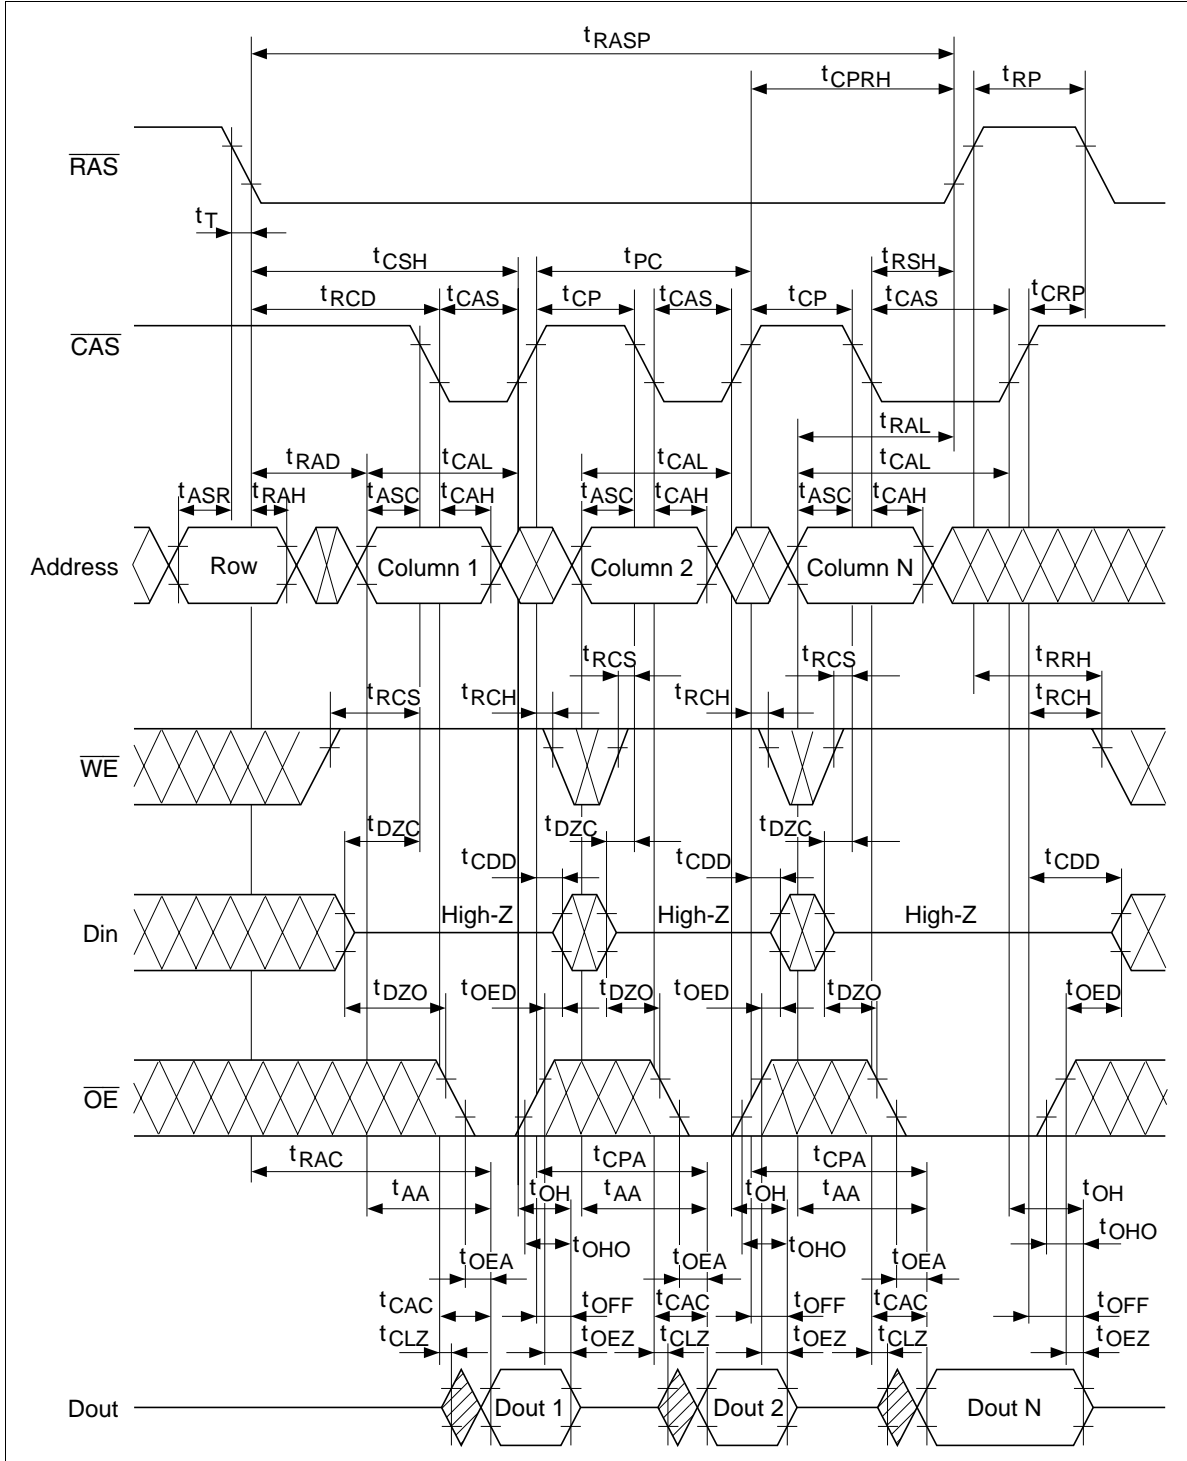 tRASP
tCPRH tRP
RAS
tT
tCSH tPC tRSH
tRCD tCAS tCP tCAS tCP tCAS tCRP
CAS
tRAL
tRAD tCAL tCAL tCAL
tASR tRAH tASC tCAH tASC tCAH tASC tCAH
Address Row Column 1 Column 2 Column N
tRCS tRCS tRRH
tRCS tRCH tRCH tRCH
WE
tDZC tDZC tDZC
tCDD tCDD tCDD
High-Z High-Z High-Z
Din
tDZO tOED tDZO tOED tDZO tOED
OE
tRAC tCPA tCPA
tAA tOH tAA tOH tAA tOH
tOHO tOHO tOHO
tOEA tOEA tOEA
tCAC tOFF tCAC tOFF tCAC tOFF
tCLZ tOEZ tCLZ tOEZ tCLZ tOEZ
Dout Dout 1 Dout 2 Dout N